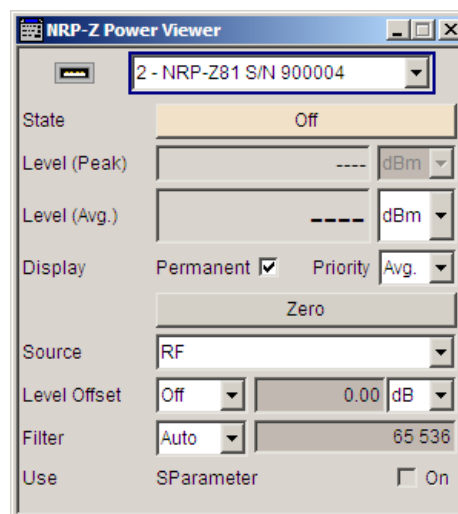 NRP-Z Power Viewer
2 - NRP-Z81 S/N 900004
State Off
Level (Peak) ---- dBm
Level (Avg.) ---- dBm
Display Permanent Priority Avg.
Zero
Source RF
Level Offset Off 0.00 dB
Filter Auto 65 536
Use SParameter On